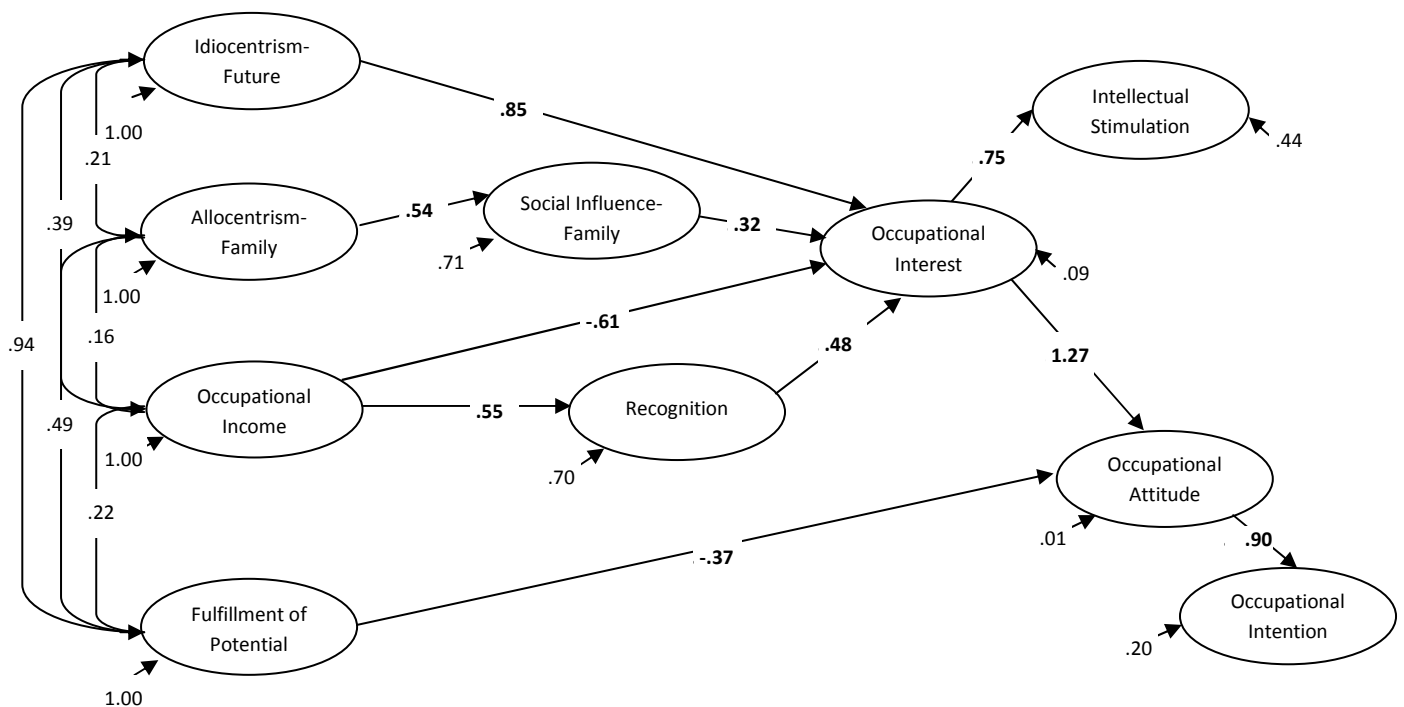 Idiocentrism-
Future
1.00
.21
.39
.94
.85
Intellectual
Stimulation
.44
.75
Allocentrism-
Family
1.00
.54
Social Influence-
Family
.71
.32
Occupational
Interest
.09
.16
-.61
.48
1.27
Occupational
Income
1.00
.49
.55
Recognition
.70
.22
Occupational
Attitude
.01
.90
-.37
Fulfillment of
Potential
1.00
Occupational
Intention
.20